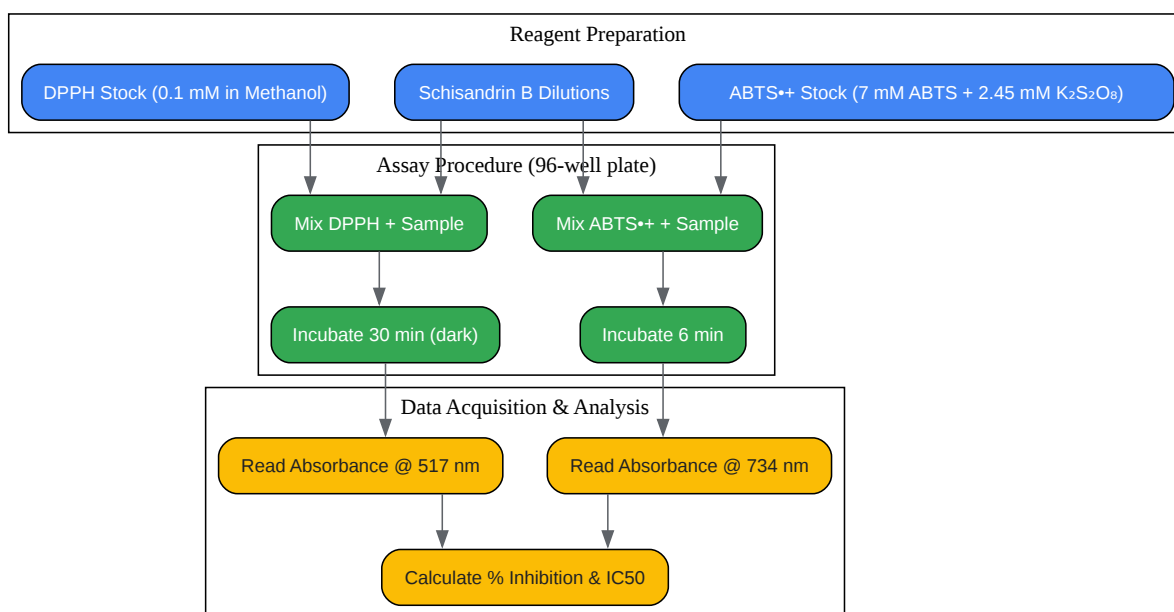 Reagent Preparation
DPPH Stock (0.1 mM in Methanol)
Schisandrin B Dilutions
ABTS•+ Stock (7 mM ABTS + 2.45 mM K₂S₂O₈)
Assay Procedure (96-well plate)
Mix DPPH + Sample
Mix ABTS•+ + Sample
Incubate 30 min (dark)
Incubate 6 min
Data Acquisition & Analysis
Read Absorbance @ 517 nm
Read Absorbance @ 734 nm
Calculate % Inhibition & IC50